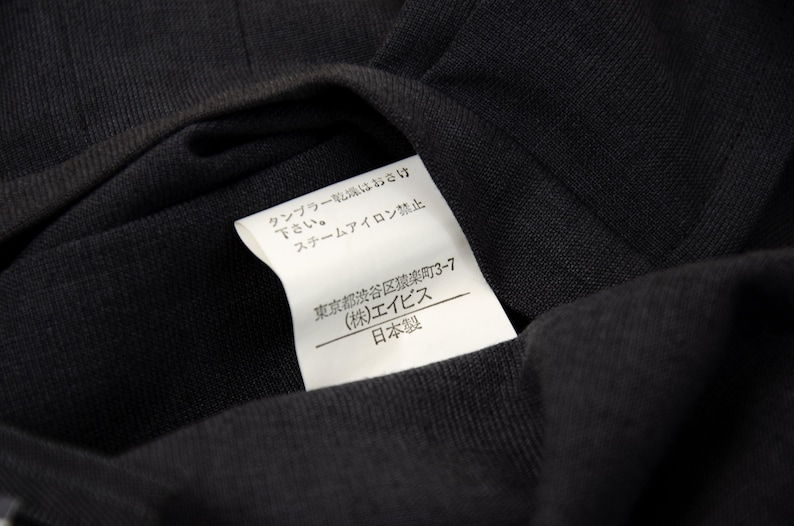 タンブラー乾燥はおさけ
下さい。
スチームアイロン禁止
東京都渋谷区猿楽町3-7
(株)エイビス
日本製